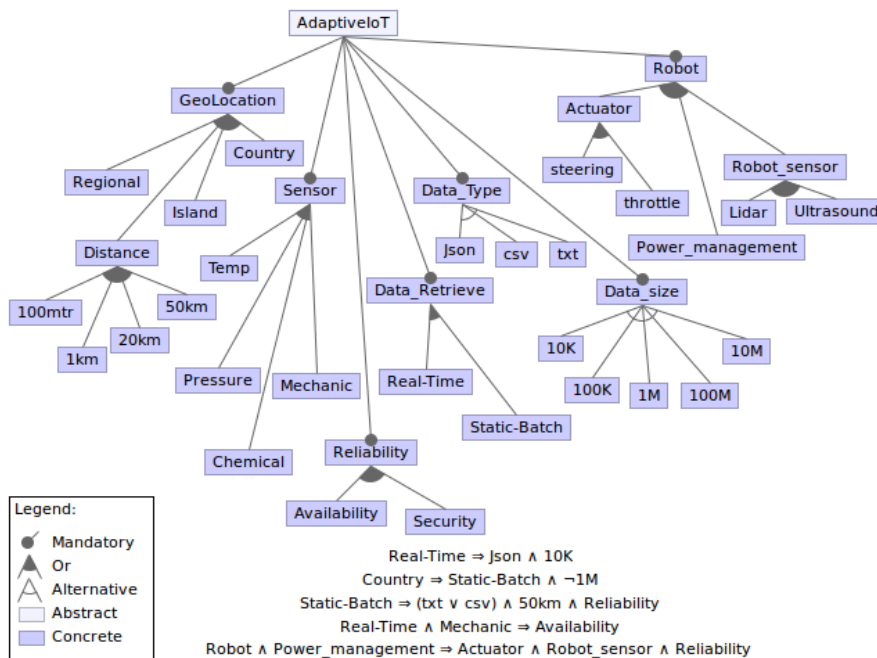 AdaptiveIoT
Robot
GeoLocation
Actuator
Country
Regional
Sensor
Data_Type
steering
Robot_sensor
Island
throttle
Lidar
Ultrasound
Distance
Temp
Json
csv
txt
Power_management
100mtr
50km
Data_Retrieve
Data_size
1km
20km
10K
10M
Pressure
Mechanic
Real-Time
100K
1M
100M
Static-Batch
Chemical
Reliability
Availability
Security
Legend:
Mandatory
Or
Alternative
Abstract
Concrete
Real-Time ⇒ Json ∧ 10K
Country ⇒ Static-Batch ∧ ¬1M
Static-Batch ⇒ (txt ∨ csv) ∧ 50km ∧ Reliability
Real-Time ∧ Mechanic ⇒ Availability
Robot ∧ Power_management ⇒ Actuator ∧ Robot_sensor ∧ Reliability